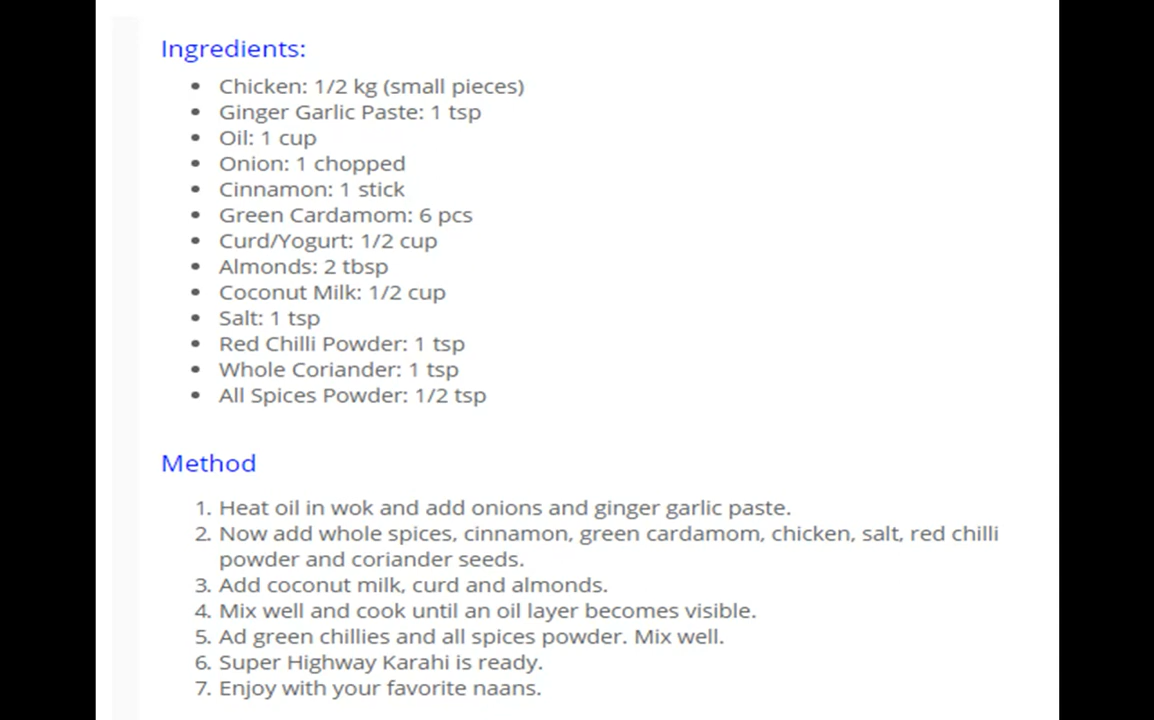 Ingredients:
• Chicken: 1/2 kg (small pieces)
• Ginger Garlic Paste: 1 tsp
• Oil: 1 cup
• Onion: 1 chopped
• Cinnamon: 1 stick
• Green Cardamom: 6 pcs
• Curd/Yogurt: 1/2 cup
• Almonds: 2 tbsp
• Coconut Milk: 1/2 cup
• Salt: 1 tsp
• Red Chilli Powder: 1 tsp
• Whole Coriander: 1 tsp
• All Spices Powder: 1/2 tsp
Method
1. Heat oil in wok and add onions and ginger garlic paste.
2. Now add whole spices, cinnamon, green cardamom, chicken, salt, red chilli
powder and coriander seeds.
3. Add coconut milk, curd and almonds.
4. Mix well and cook until an oil layer becomes visible.
5. Ad green chillies and all spices powder. Mix well.
6. Super Highway Karahi is ready.
7. Enjoy with your favorite naans.